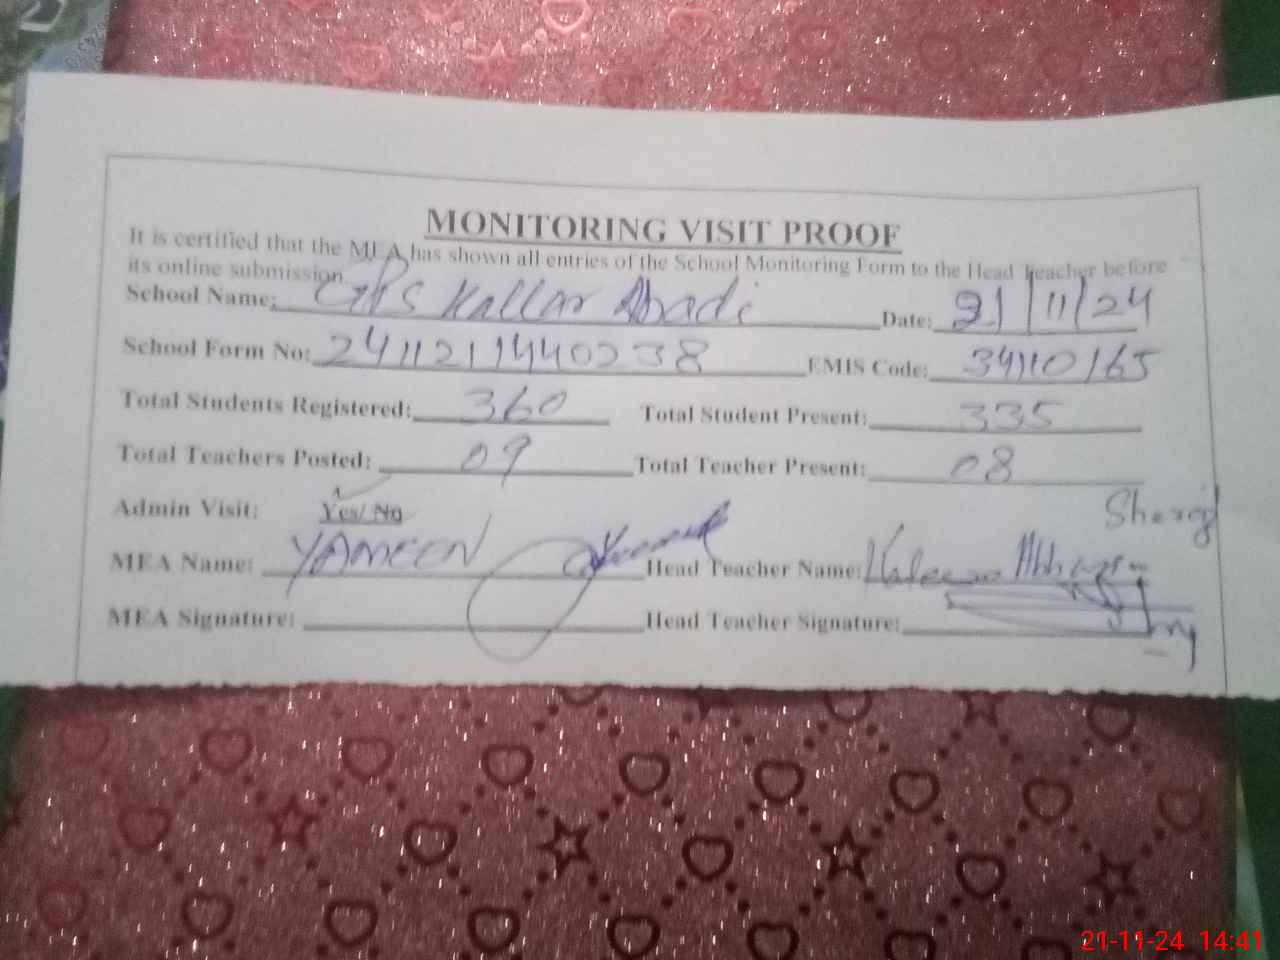 MONITORING VISIT PROOF
It is certified that the MEA has shown all entries of the School Monitoring Form to the Head Teacher before
its online submission.
School Name: GPS Kallar Abadi Date: 21/11/24
School Form No: EMIS Code: 34110165
Total Students Registered: 360 Total Student Present: 335
Total Teachers Posted: 09 Total Teacher Present: 08
Admin Visit: Yes/ No
MEA Name: YAMEEN Head Teacher Name:
MEA Signature: Head Teacher Signature:
21-11-24 14:41